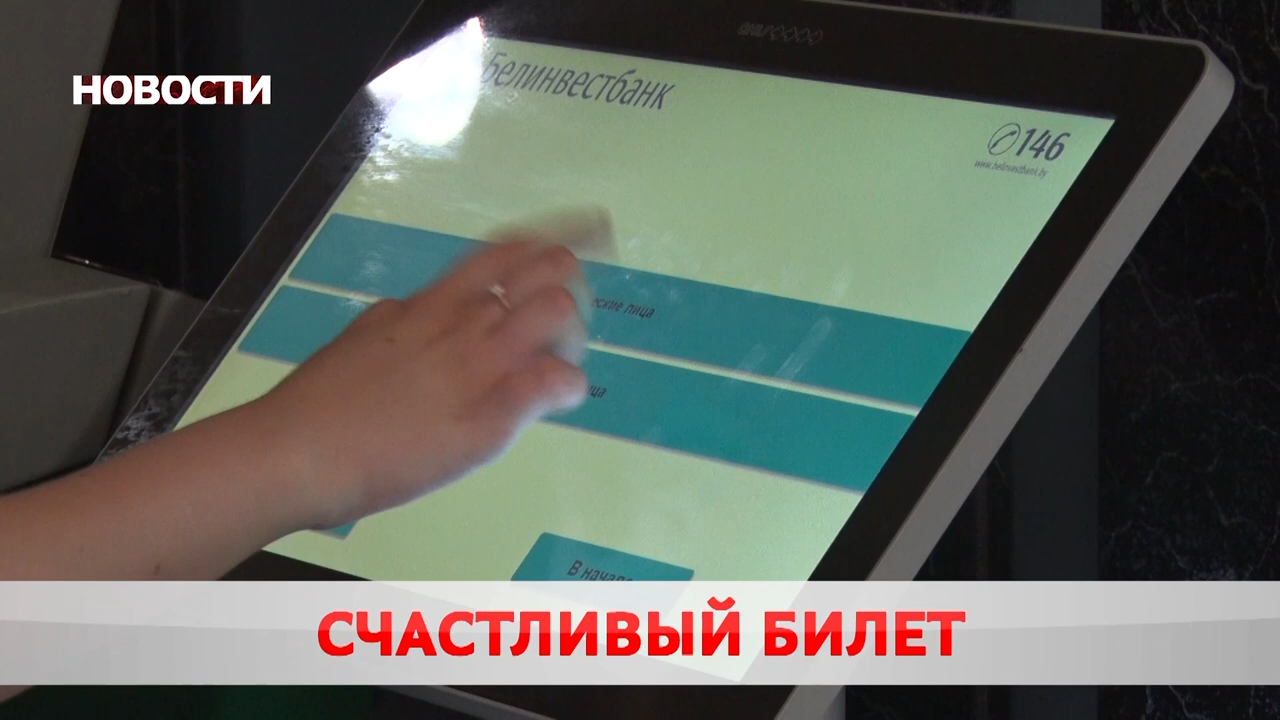 НОВОСТИ
Белинвестбанк
146
www.belinvestbank.by
лица
В начало
СЧАСТЛИВЫЙ БИЛЕТ